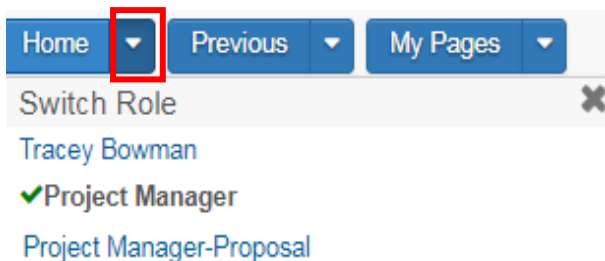 Home Previous My Pages
Switch Role
Tracey Bowman
Project Manager
Project Manager-Proposal